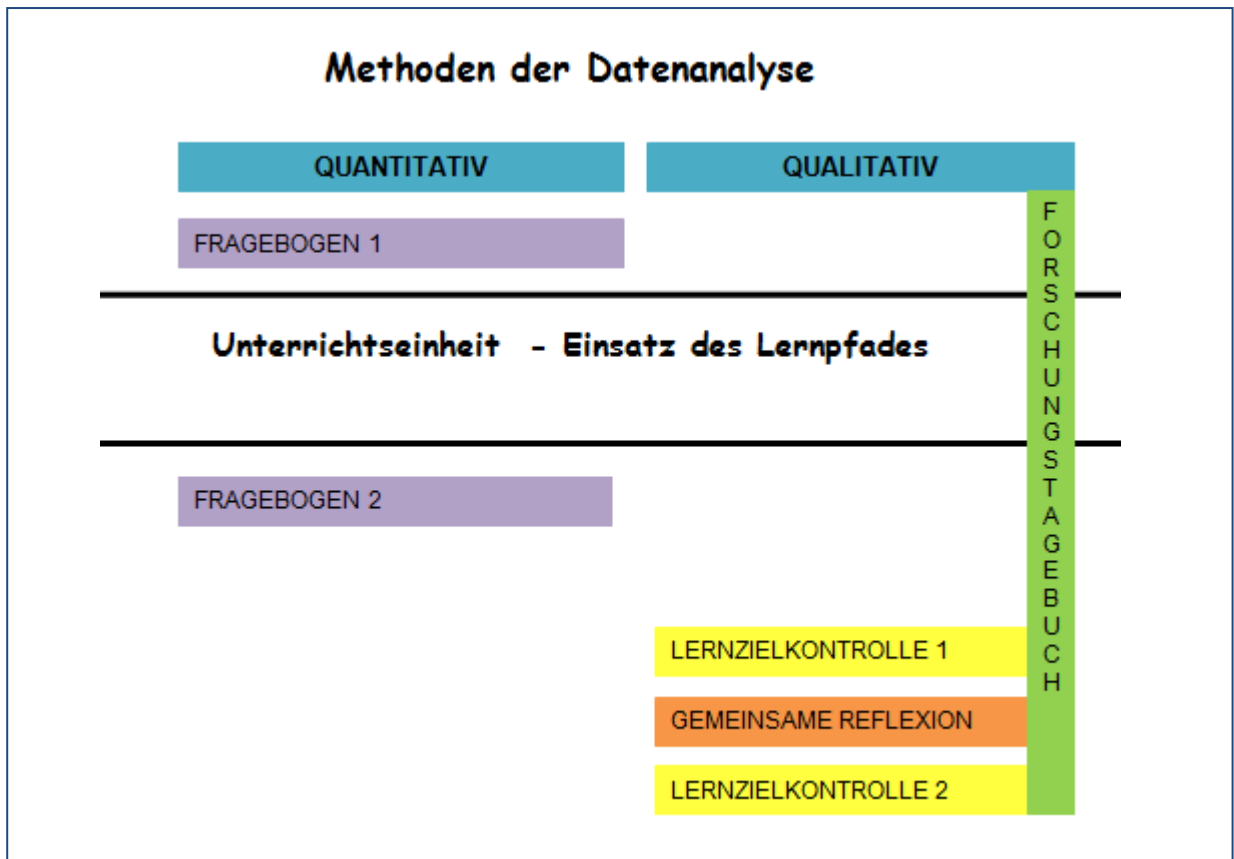 Methoden der Datenanalyse
QUANTITATIV
QUALITATIV
FRAGEBOGEN 1
FORSCHUNGSTAGEBUCH
Unterrichtseinheit - Einsatz des Lernpfades
FRAGEBOGEN 2
LERNZIELKONTROLLE 1
GEMEINSAME REFLEXION
LERNZIELKONTROLLE 2